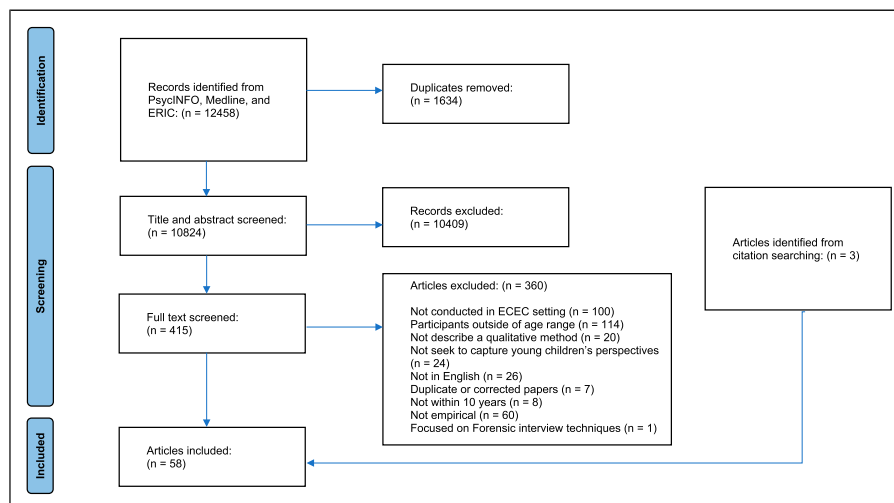 Identification
Records identified from
PsycINFO, Medline, and
ERIC: (n = 12458)
Duplicates removed:
(n = 1634)
Screening
Title and abstract screened:
(n = 10824)
Records excluded:
(n = 10409)
Articles identified from
citation searching: (n = 3)
Full text screened:
(n = 415)
Articles excluded: (n = 360)
Not conducted in ECEC setting (n = 100)
Participants outside of age range (n = 114)
Not describe a qualitative method (n = 20)
Not seek to capture young children's perspectives
(n = 24)
Not in English (n = 26)
Duplicate or corrected papers (n = 7)
Not within 10 years (n = 8)
Not empirical (n = 60)
Focused on Forensic interview techniques (n = 1)
Included
Articles included:
(n = 58)